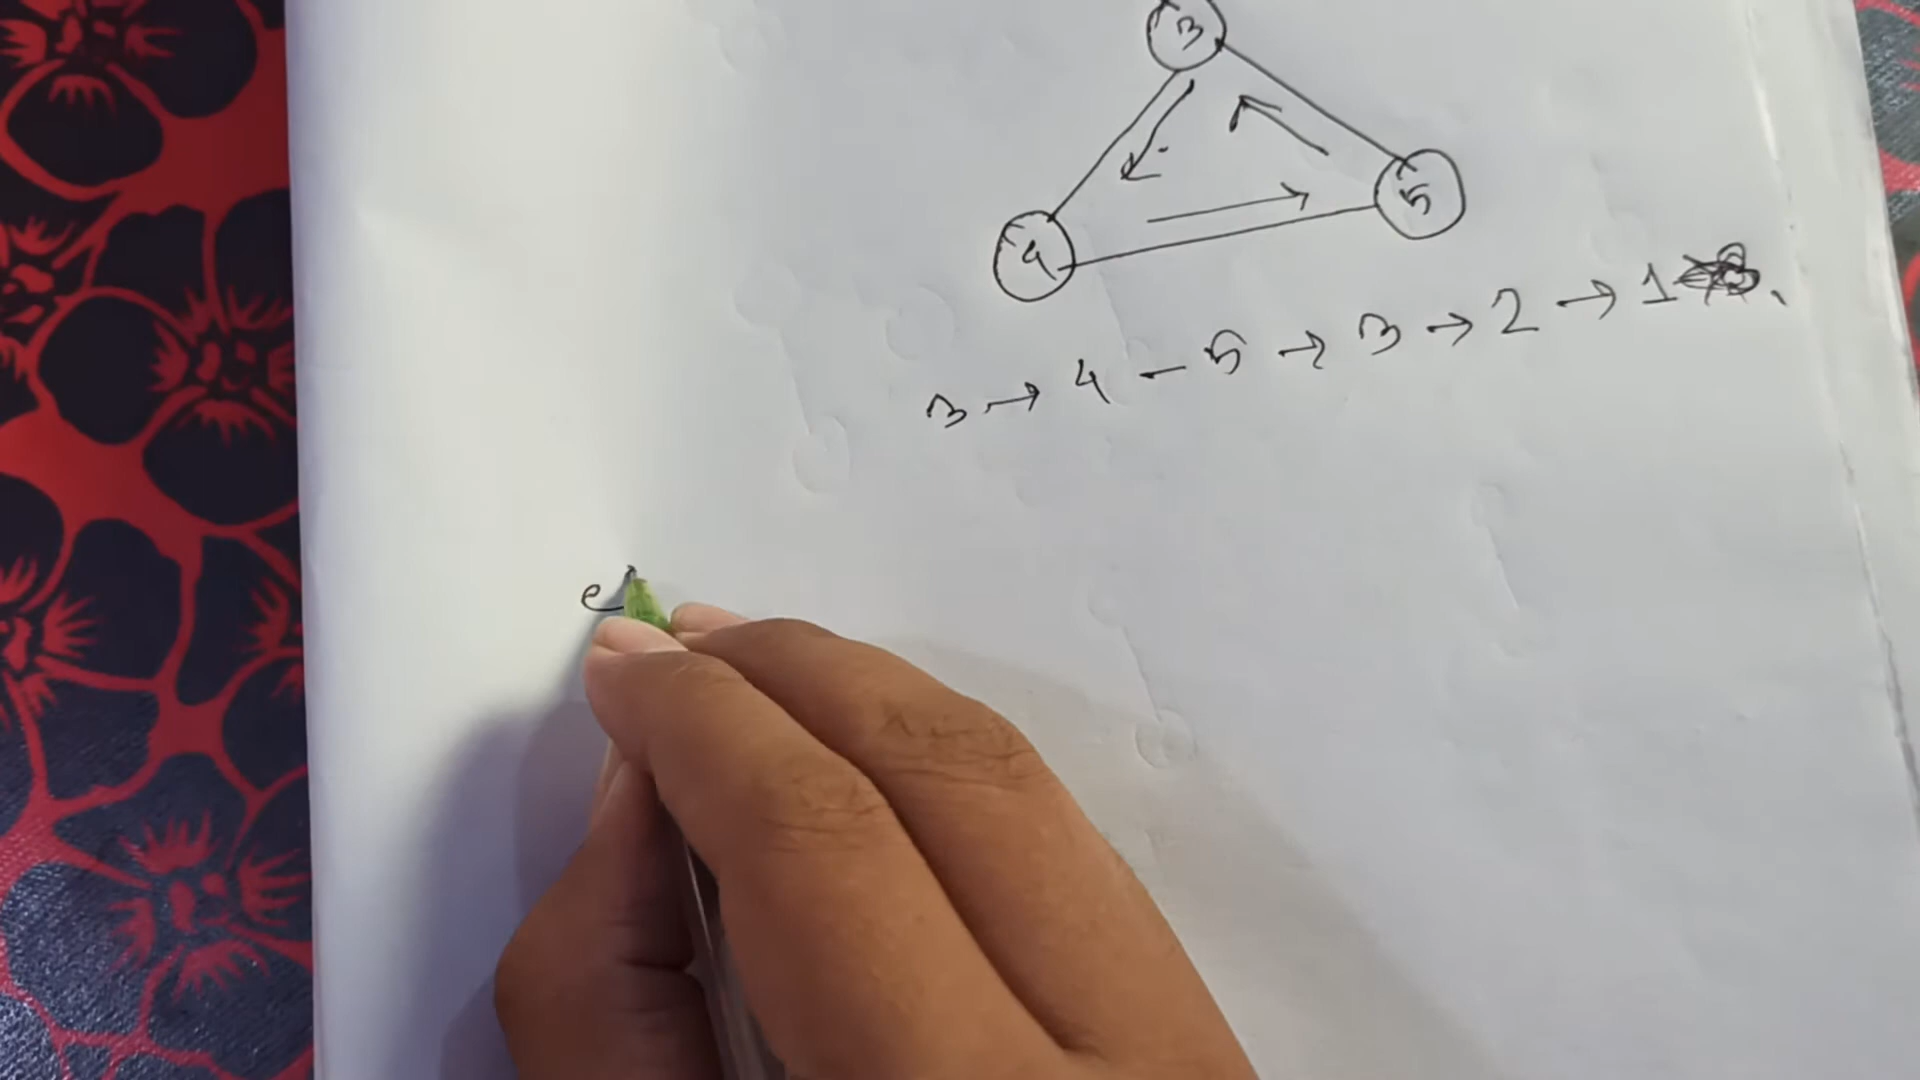 3
5
4
3 → 4 — 5 → 3 → 2 → 1
e